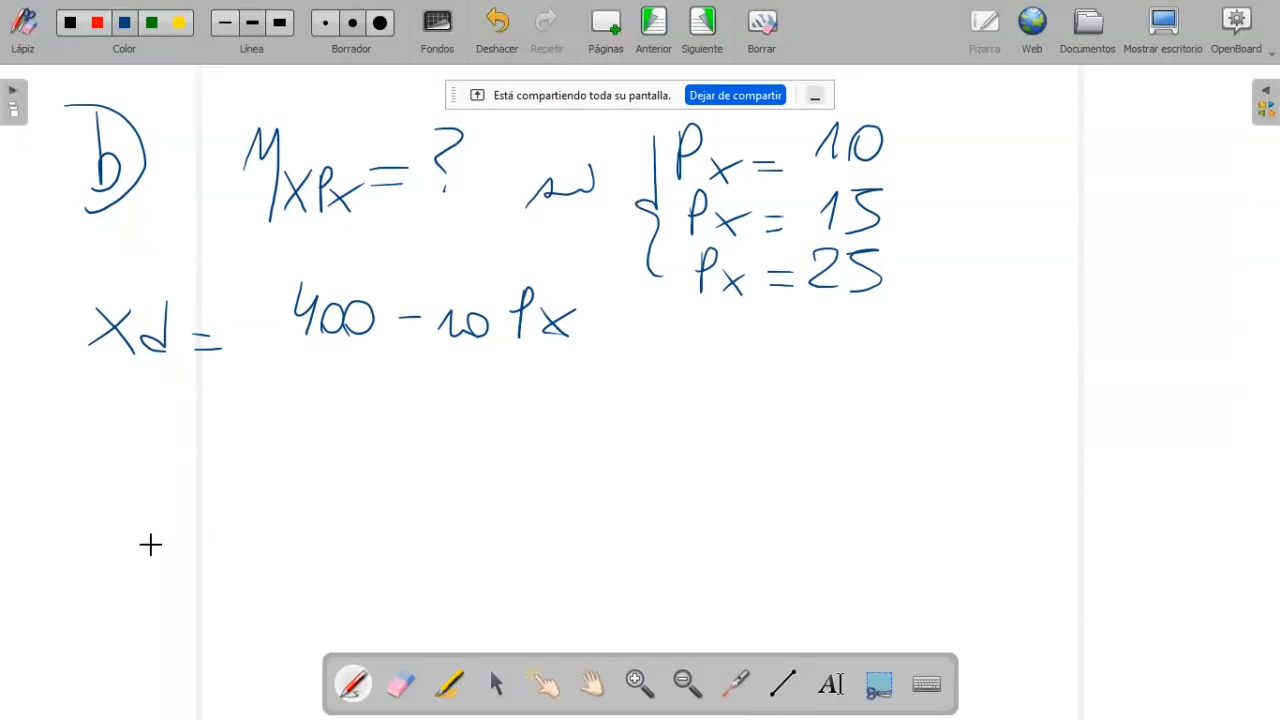 Lápiz Color Línea Borrador Fondos Deshacer Repetir Páginas Anterior Siguiente Borrar Pizarra Web Documentos Mostrar escritorio OpenBoard
Está compartiendo toda su pantalla. Dejar de compartir
b) ηXPx = ? Px = 10
Px = 15
Px = 25
Xd = 400 - 10 Px
AI